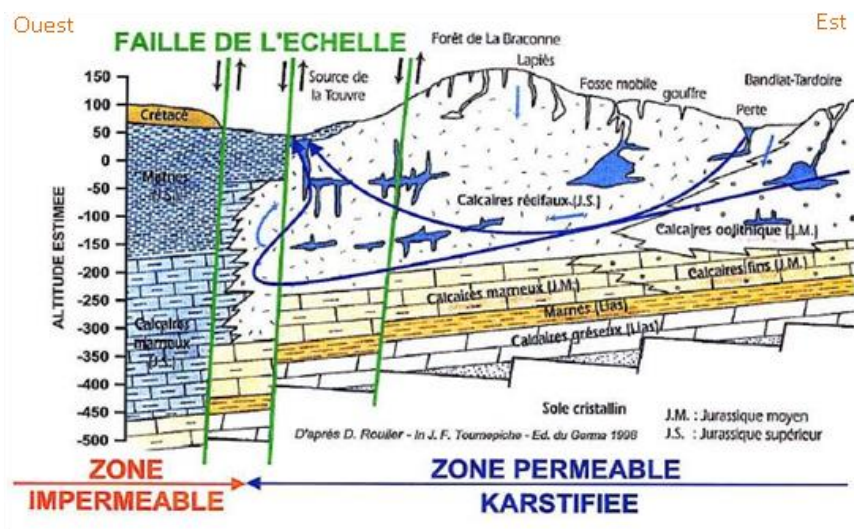 Ouest
Est
FAILLE DE L'ECHELLE
Forêt de La Braconne
Lapiès
Source de
la Touvre
Fosse mobile
gouffre
Bandiat-Tardoire
Perte
150
100
50
0
-50
-100
-150
-200
-250
-300
-350
-400
-450
-500
ALTITUDE ESTIMEE
Crétacé
Marnes
(J.S.)
Calcaires récifaux (J.S.)
Calcaires oolithique (J.M.)
Calcaires fins (J.M.)
Calcaires marneux (J.M.)
Marnes (Lias)
Calcaires gréseux (Lias)
Calcaires
marneux
(J.S.)
Socle cristallin
J.M. : Jurassique moyen
J.S. : Jurassique supérieur
D'après D. Rouiler - In J. F. Tournepiche - Ed. du Germa 1998
ZONE
IMPERMEABLE
ZONE PERMEABLE
KARSTIFIEE